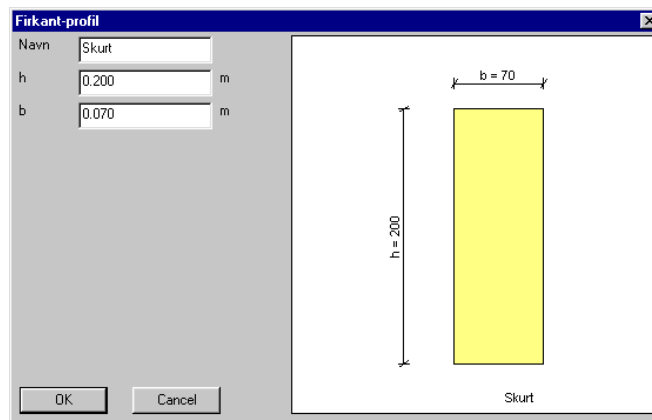 Firkant-profil
Navn Skurt
h 0.200 m
b 0.070 m
b = 70
h = 200
Skurt
OK Cancel